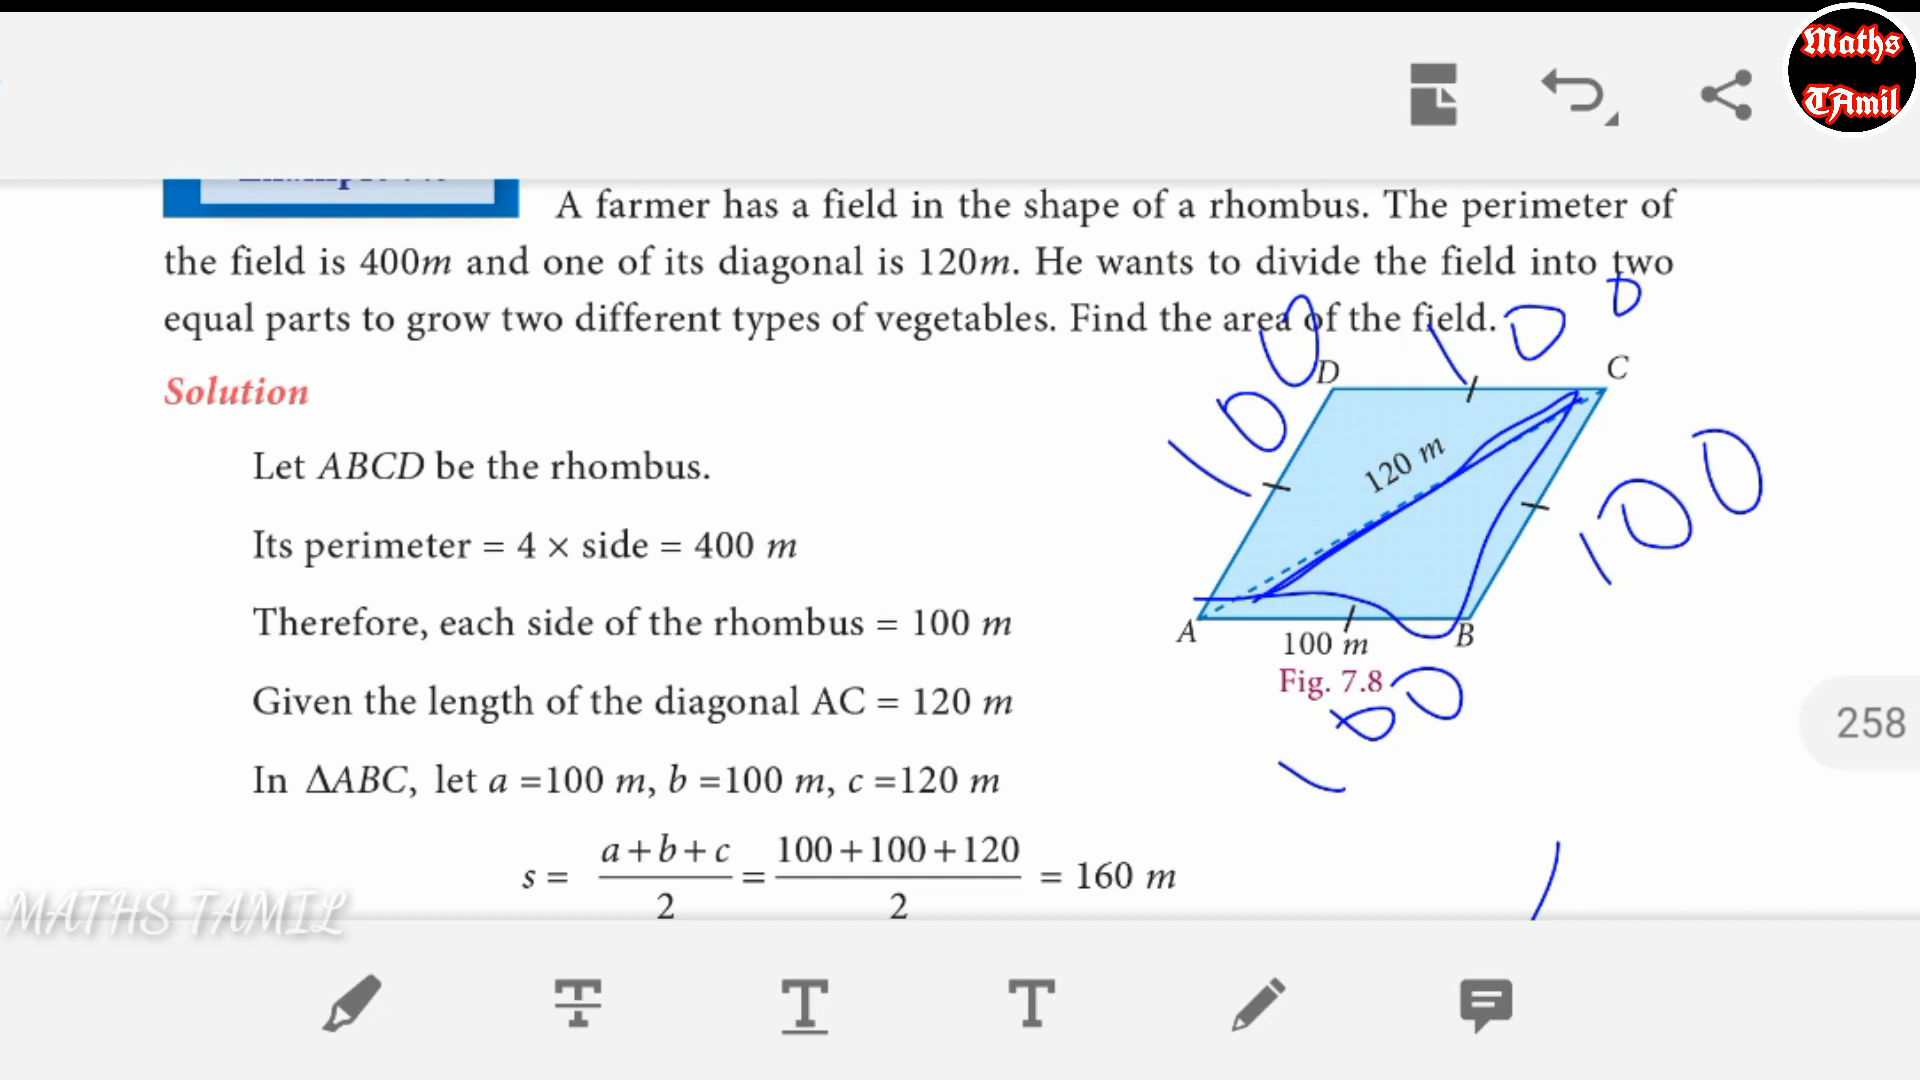 Maths
TAmil
A farmer has a field in the shape of a rhombus. The perimeter of
the field is 400m and one of its diagonal is 120m. He wants to divide the field into two
equal parts to grow two different types of vegetables. Find the area of the field.
Solution
Let ABCD be the rhombus.
Its perimeter = 4 × side = 400 m
Therefore, each side of the rhombus = 100 m
Given the length of the diagonal AC = 120 m
In ΔABC, let a =100 m, b =100 m, c =120 m
s = a+b+c / 2 = 100+100+120 / 2 = 160 m
D
C
100
100
120 m
100
A
B
100 m
Fig. 7.8
100
258
MATHS TAMIL
T
T
T